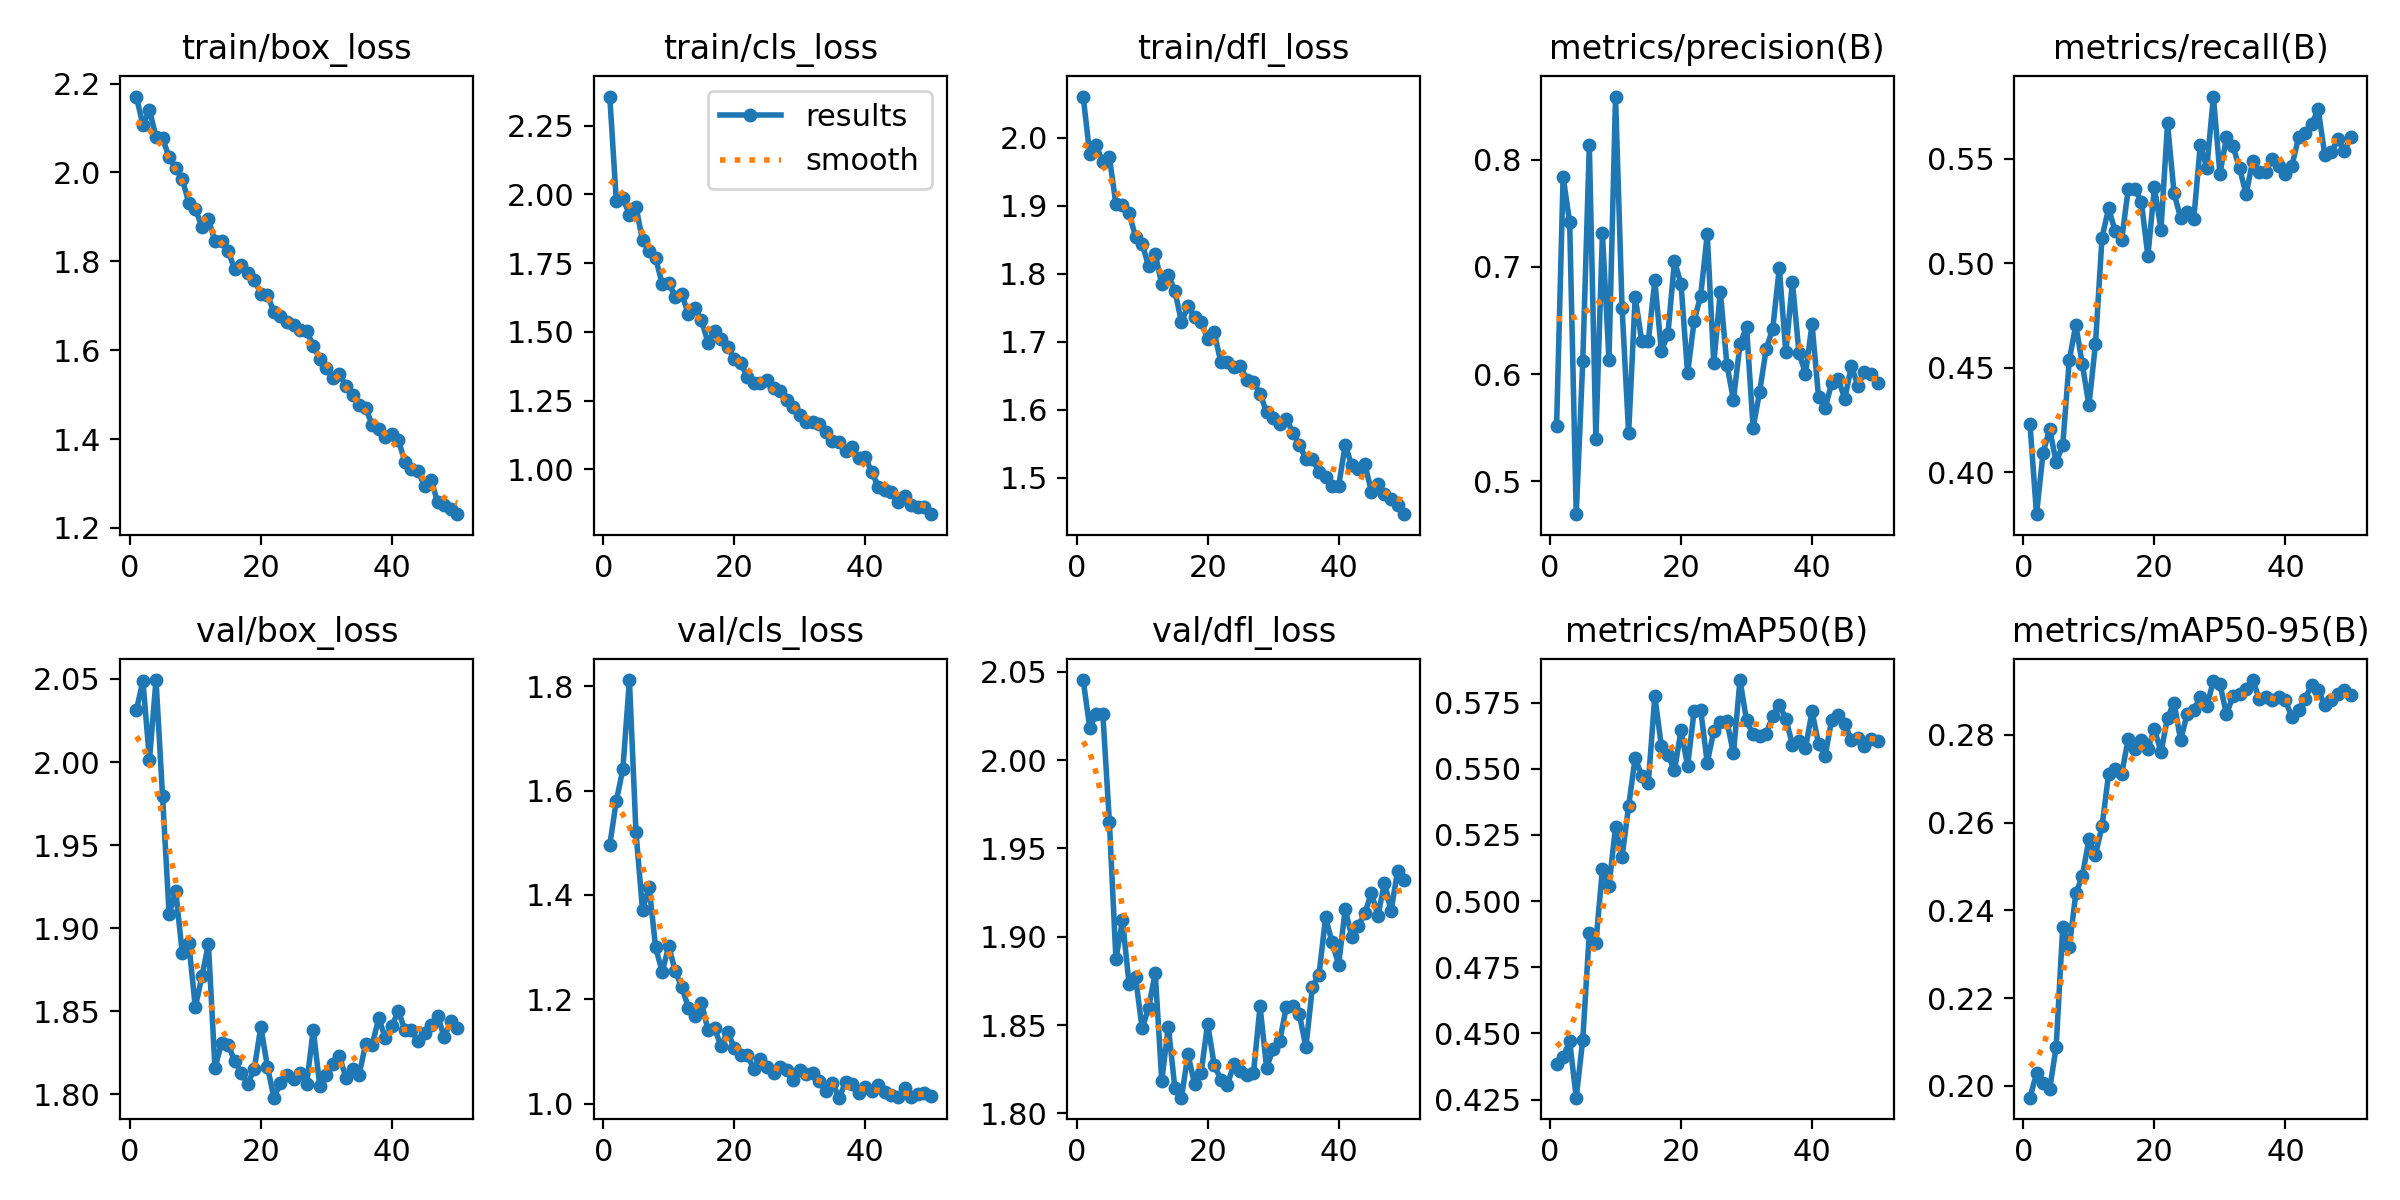 train/box_loss
train/cls_loss
train/dfl_loss
metrics/precision(B)
metrics/recall(B)
2.2
2.0
1.8
1.6
1.4
1.2
0 20 40
results
smooth
2.25
2.00
1.75
1.50
1.25
1.00
0 20 40
2.0
1.9
1.8
1.7
1.6
1.5
0 20 40
0.8
0.7
0.6
0.5
0 20 40
0.55
0.50
0.45
0.40
0 20 40
val/box_loss
val/cls_loss
val/dfl_loss
metrics/mAP50(B)
metrics/mAP50-95(B)
2.05
2.00
1.95
1.90
1.85
1.80
0 20 40
1.8
1.6
1.4
1.2
1.0
0 20 40
2.05
2.00
1.95
1.90
1.85
1.80
0 20 40
0.575
0.550
0.525
0.500
0.475
0.450
0.425
0 20 40
0.28
0.26
0.24
0.22
0.20
0 20 40